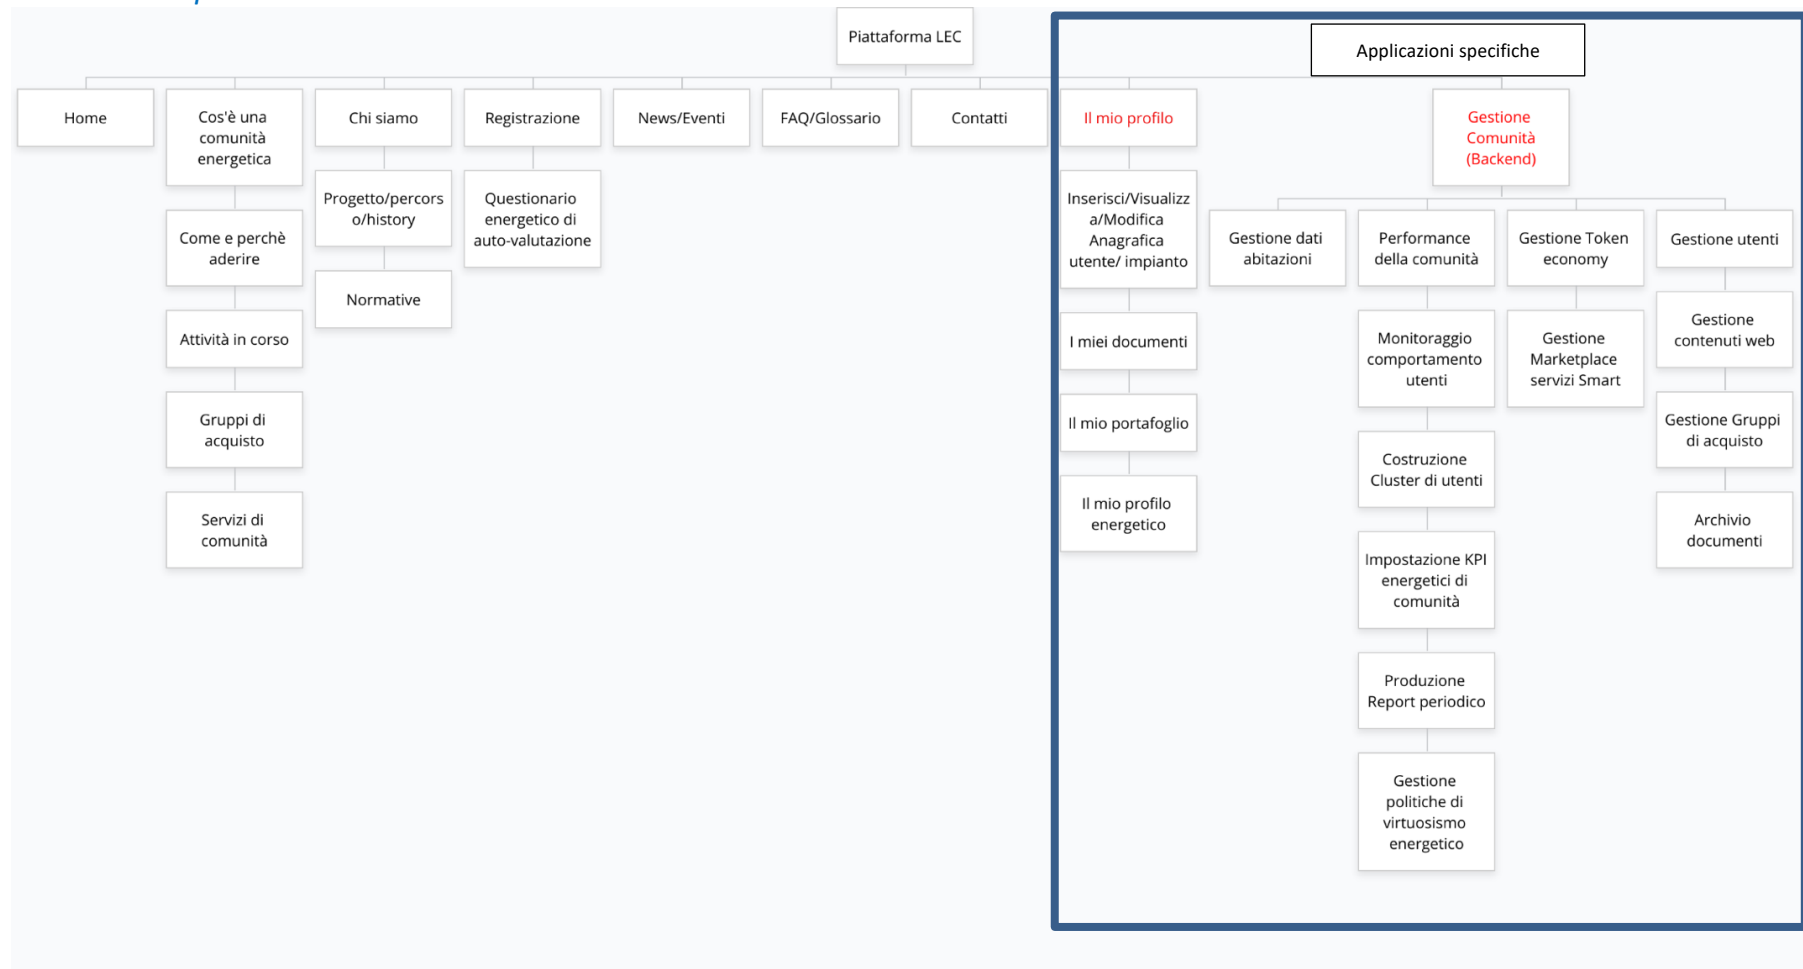 Piattaforma LEC
Applicazioni specifiche
Home
Cos'è una
comunità
energetica
Chi siamo
Registrazione
News/Eventi
FAQ/Glossario
Contatti
Il mio profilo
Gestione
Comunità
(Backend)
Come e perchè
aderire
Attività in corso
Gruppi di
acquisto
Servizi di
comunità
Progetto/percors
o/history
Normative
Questionario
energetico di
auto-valutazione
Inserisci/Visualizz
a/Modifica
Anagrafica
utente/ impianto
I miei documenti
Il mio portafoglio
Il mio profilo
energetico
Gestione dati
abitazioni
Performance
della comunità
Monitoraggio
comportamento
utenti
Costruzione
Cluster di utenti
Impostazione KPI
energetici di
comunità
Produzione
Report periodico
Gestione
politiche di
virtuosismo
energetico
Gestione Token
economy
Gestione
Marketplace
servizi Smart
Gestione utenti
Gestione
contenuti web
Gestione Gruppi
di acquisto
Archivio
documenti